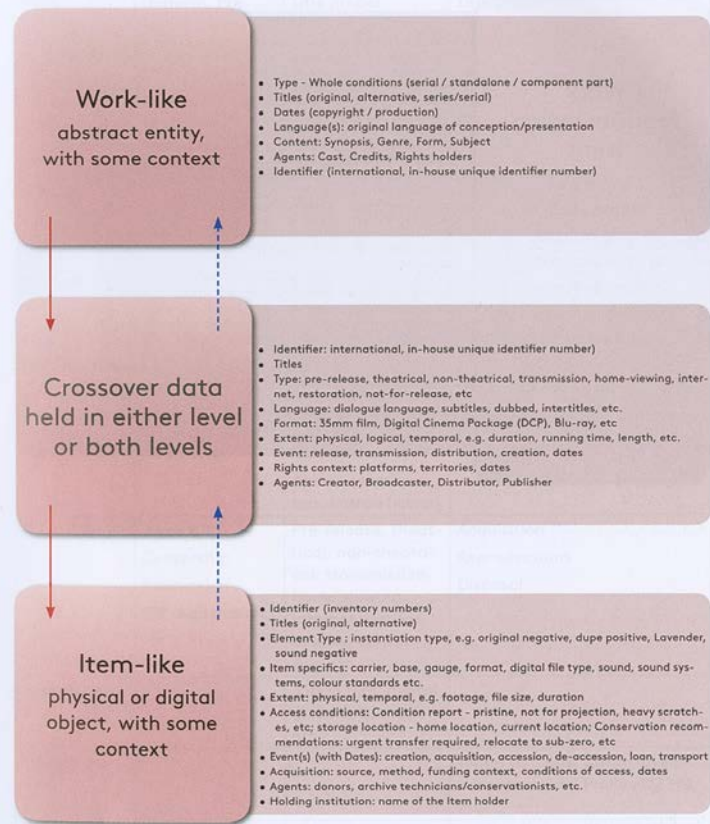 Work-like
abstract entity,
with some context
• Type - Whole conditions (serial / standalone / component part)
• Titles (original, alternative, series/serial)
• Dates (copyright / production)
• Language(s): original language of conception/presentation
• Content: Synopsis, Genre, Form, Subject
• Agents: Cast, Credits, Rights holders
• Identifier (international, in-house unique identifier number)
Crossover data
held in either level
or both levels
• Identifier: international, in-house unique identifier number)
• Titles
• Type: pre-release, theatrical, non-theatrical, transmission, home-viewing, inter-
net, restoration, not-for-release, etc
• Language: dialogue language, subtitles, dubbed, intertitles, etc.
• Format: 35mm film, Digital Cinema Package (DCP), Blu-ray, etc
• Extent: physical, logical, temporal, e.g. duration, running time, length, etc.
• Event: release, transmission, distribution, creation, dates
• Rights context: platforms, territories, dates
• Agents: Creator, Broadcaster, Distributor, Publisher
Item-like
physical or digital
object, with some
context
• Identifier (inventory numbers)
• Titles (original, alternative)
• Element Type : instantiation type, e.g. original negative, dupe positive, Lavender,
sound negative
• Item specifics: carrier, base, gauge, format, digital file type, sound, sound sys-
tems, colour standards etc.
• Extent: physical, temporal, e.g. footage, file size, duration
• Access conditions: Condition report - pristine, not for projection, heavy scratch-
es, etc; storage location - home location, current location; Conservation recom-
mendations: urgent transfer required, relocate to sub-zero, etc
• Event(s) (with Dates): creation, acquisition, accession, de-accession, loan, transport
• Acquisition: source, method, funding context, conditions of access, dates
• Agents: donors, archive technicians/conservationists, etc.
• Holding institution: name of the Item holder